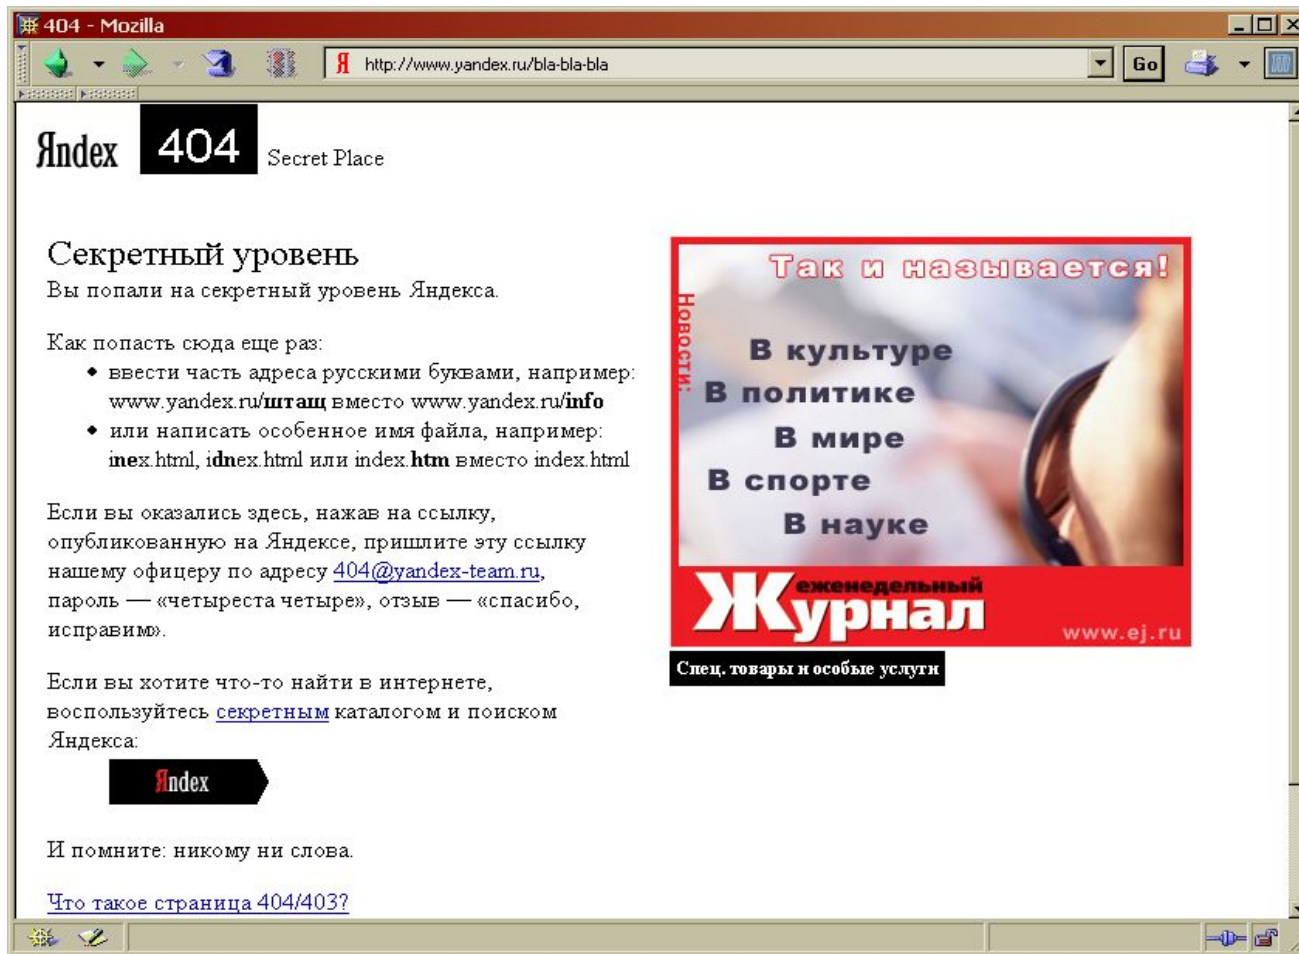 404 - Mozilla
Я http://www.yandex.ru/bla-bla-bla Go
Яndex 404 Secret Place
Секретный уровень
Вы попали на секретный уровень Яндекса.
Как попасть сюда еще раз:
• ввести часть адреса русскими буквами, например:
www.yandex.ru/штащ вместо www.yandex.ru/info
• или написать особенное имя файла, например:
inex.html, idnex.html или index.htm вместо index.html
Если вы оказались здесь, нажав на ссылку,
опубликованную на Яндексе, пришлите эту ссылку
нашему офицеру по адресу 404@yandex-team.ru,
пароль — «четыреста четыре», отзыв — «спасибо,
исправим».
Если вы хотите что-то найти в интернете,
воспользуйтесь секретным каталогом и поиском
Яндекса:
Яndex
И помните: никому ни слова.
Что такое страница 404/403?
Так и называется!
Новости:
В культуре
В политике
В мире
В спорте
В науке
еженедельный
Журнал
www.ej.ru
Спец. товары и особые услуги